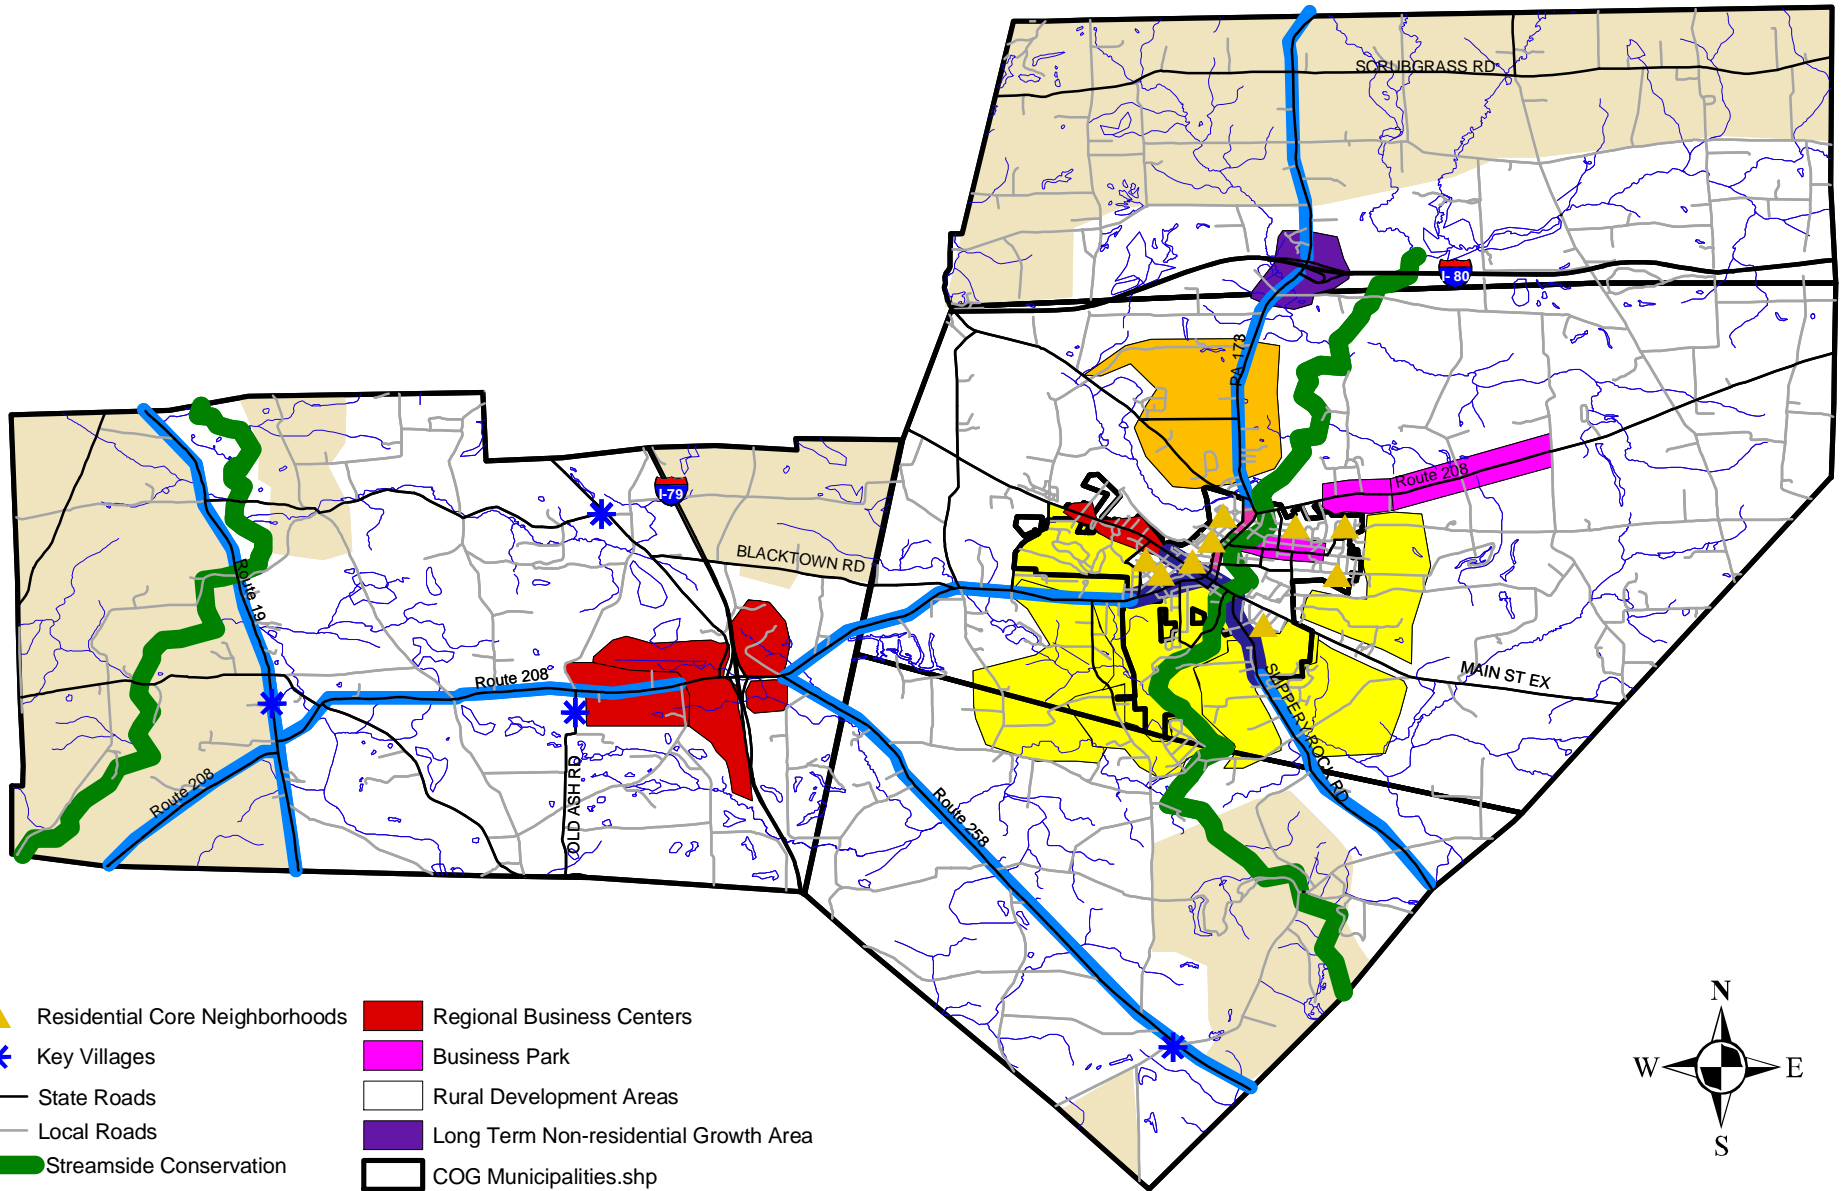 SCRUBGRASS RD
I- 80
PA 173
Route 208
I-79
BLACKTOWN RD
Route 19
Route 208
MAIN ST EX
SLIPPERY ROCK RD
Route 208
OLD ASH RD
Route 258
Residential Core Neighborhoods
Key Villages
State Roads
Local Roads
Streamside Conservation
Regional Business Centers
Business Park
Rural Development Areas
Long Term Non-residential Growth Area
COG Municipalities.shp
N
W
E
S